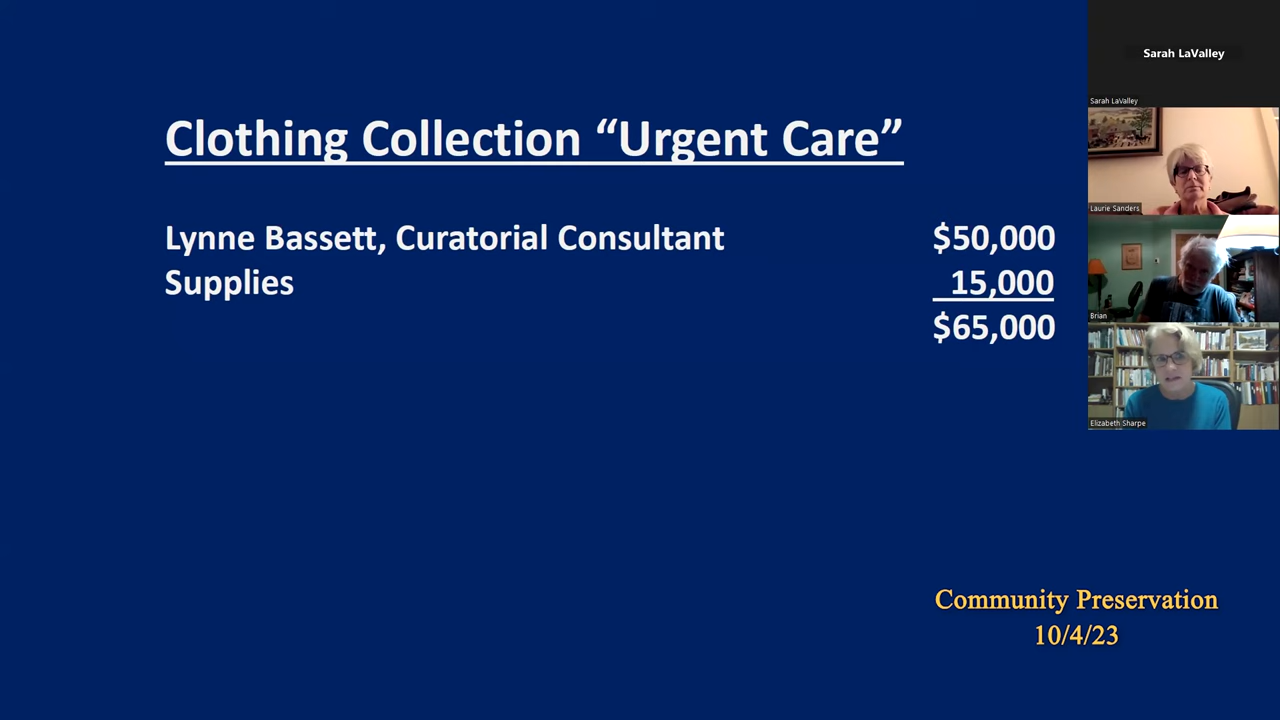 Clothing Collection “Urgent Care”
Lynne Bassett, Curatorial Consultant $50,000
Supplies 15,000
$65,000
Community Preservation
10/4/23
Sarah LaValley
Sarah LaValley
Laurie Sanders
Brian
Elizabeth Sharpe